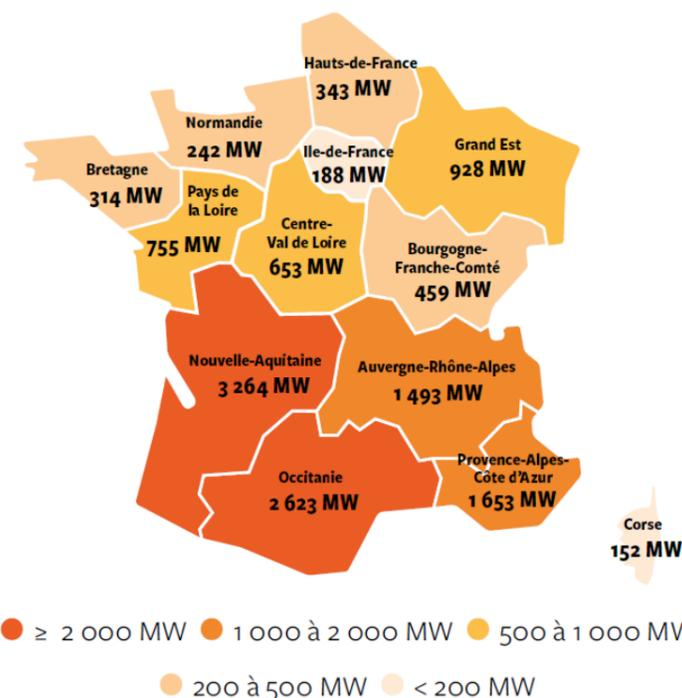 Hauts-de-France
343 MW
Normandie
242 MW
Ile-de-France
188 MW
Grand Est
928 MW
Bretagne
314 MW
Pays de
la Loire
755 MW
Centre-
Val de Loire
653 MW
Bourgogne-
Franche-Comté
459 MW
Nouvelle-Aquitaine
3 264 MW
Auvergne-Rhône-Alpes
1 493 MW
Occitanie
2 623 MW
Provence-Alpes-
Côte d'Azur
1 653 MW
Corse
152 MW
≥ 2 000 MW 1 000 à 2 000 MW 500 à 1 000 MW
200 à 500 MW < 200 MW